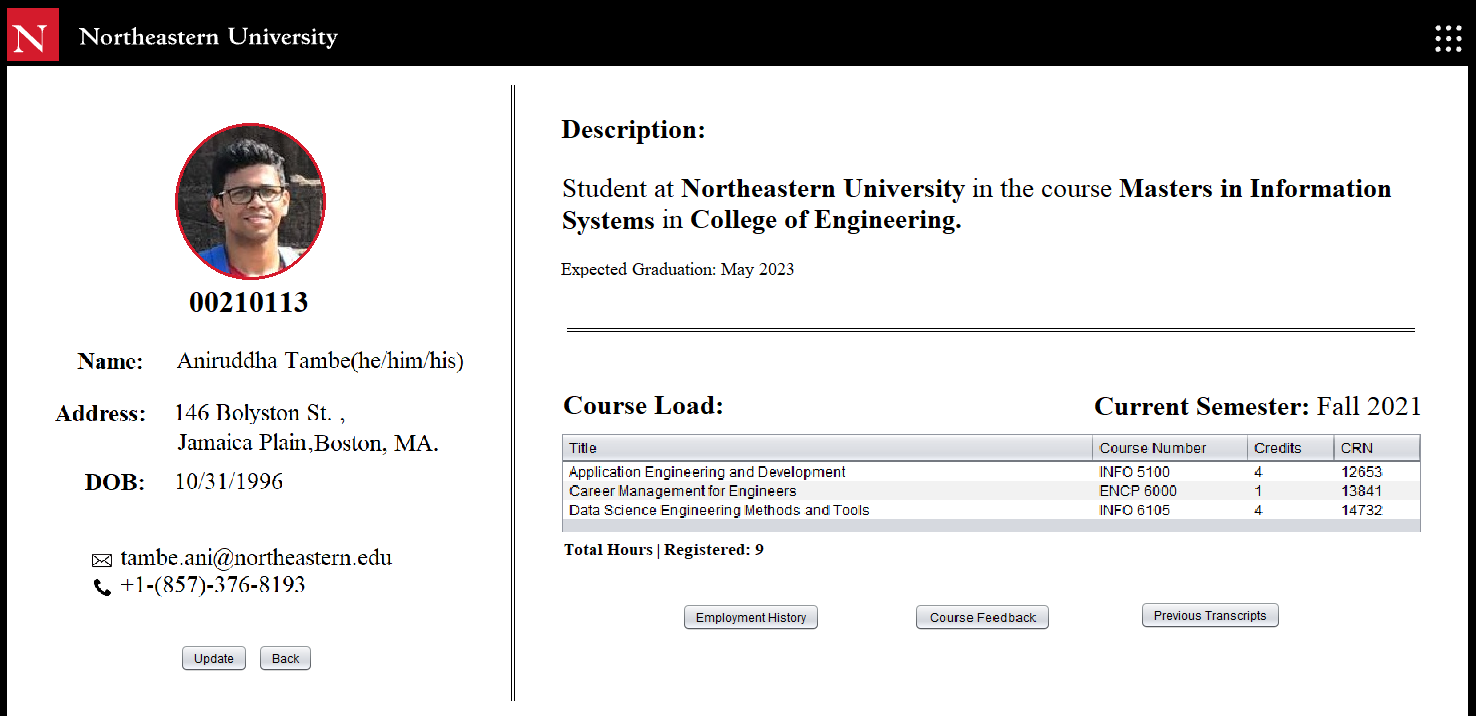 N Northeastern University
00210113
Name: Aniruddha Tambe(he/him/his)
Address: 146 Bolyston St. ,
Jamaica Plain,Boston, MA.
DOB: 10/31/1996
tambe.ani@northeastern.edu
+1-(857)-376-8193
Update Back
Description:
Student at Northeastern University in the course Masters in Information
Systems in College of Engineering.
Expected Graduation: May 2023
Course Load: Current Semester: Fall 2021
Title Course Number Credits CRN
Application Engineering and Development INFO 5100 4 12653
Career Management for Engineers ENCP 6000 1 13841
Data Science Engineering Methods and Tools INFO 6105 4 14732
Total Hours | Registered: 9
Employment History Course Feedback Previous Transcripts